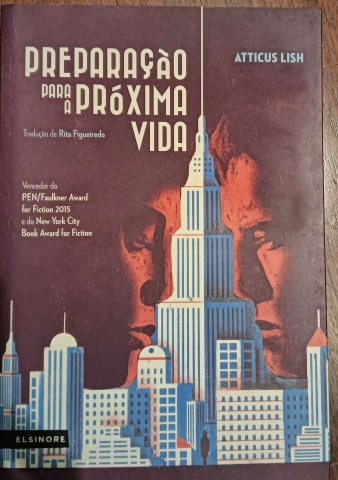 PREPARAÇÃO
PARA A PRÓXIMA
VIDA
ATTICUS LISH
Tradução de Rita Figueiredo
Vencedor do
PEN/Faulkner Award
for Fiction 2015
e do New York City
Book Award for Fiction
ELSINORE